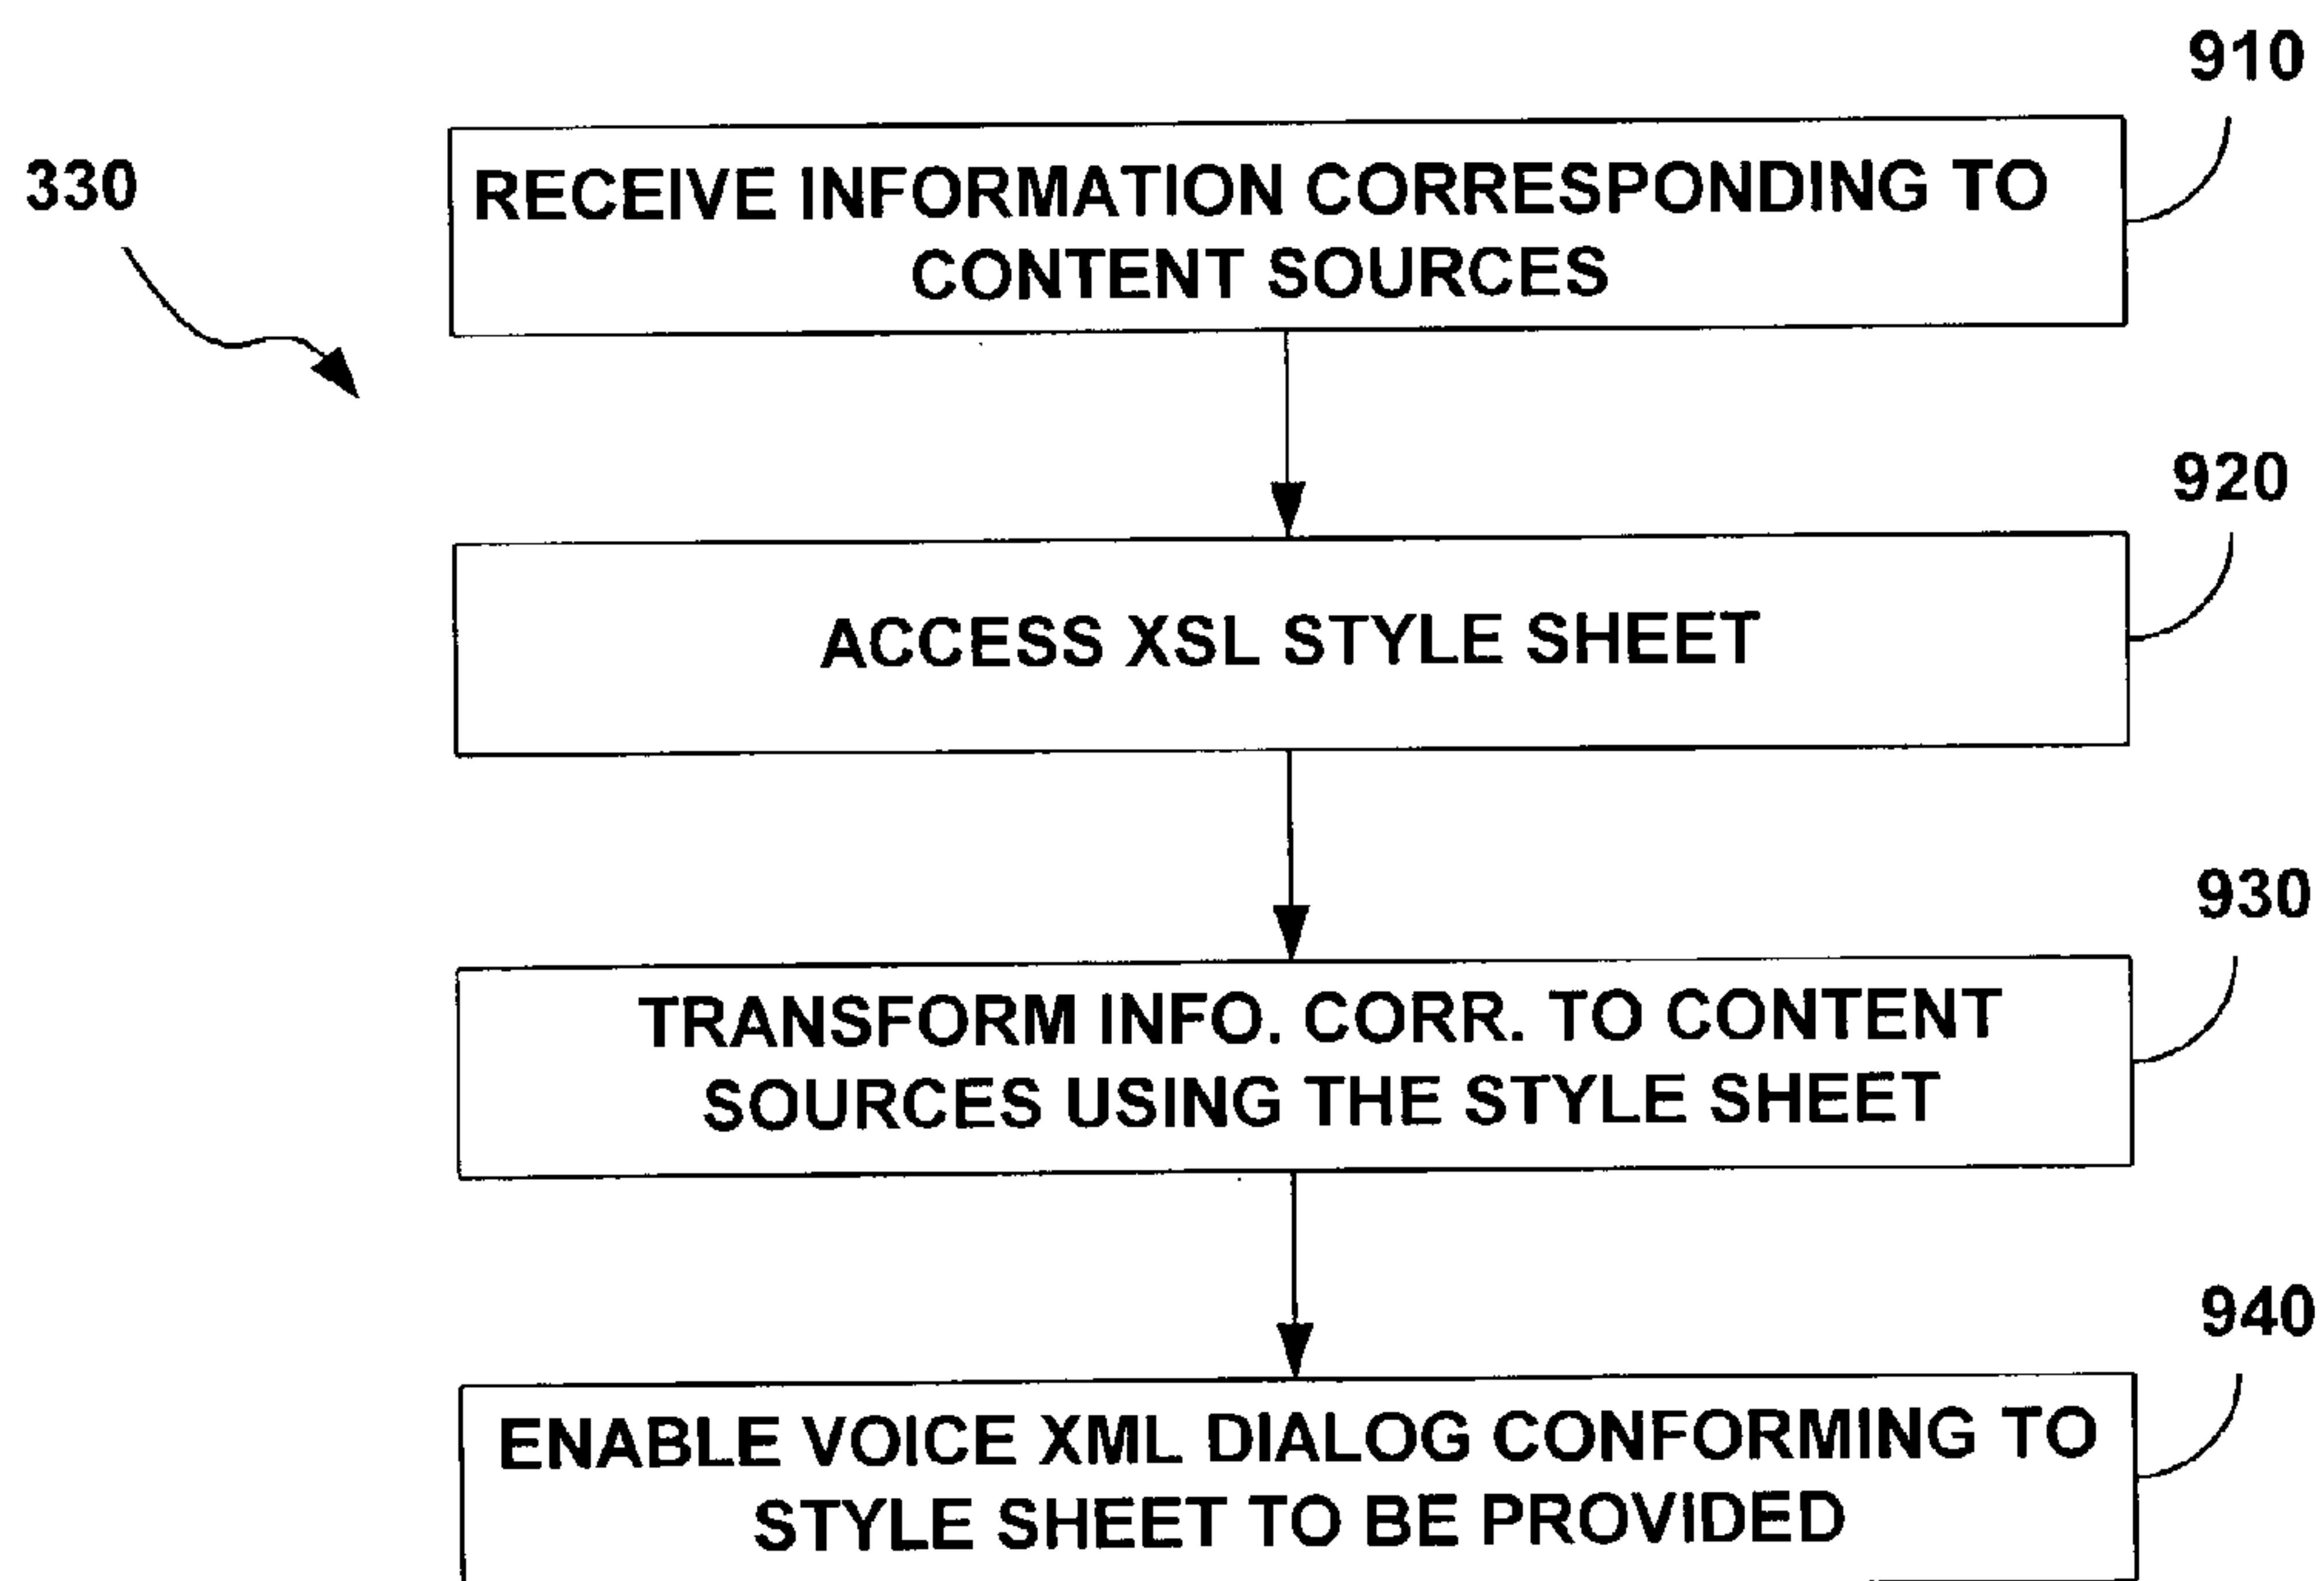 910
330
RECEIVE INFORMATION CORRESPONDING TO
CONTENT SOURCES
920
ACCESS XSL STYLE SHEET
930
TRANSFORM INFO. CORR. TO CONTENT
SOURCES USING THE STYLE SHEET
940
ENABLE VOICE XML DIALOG CONFORMING TO
STYLE SHEET TO BE PROVIDED